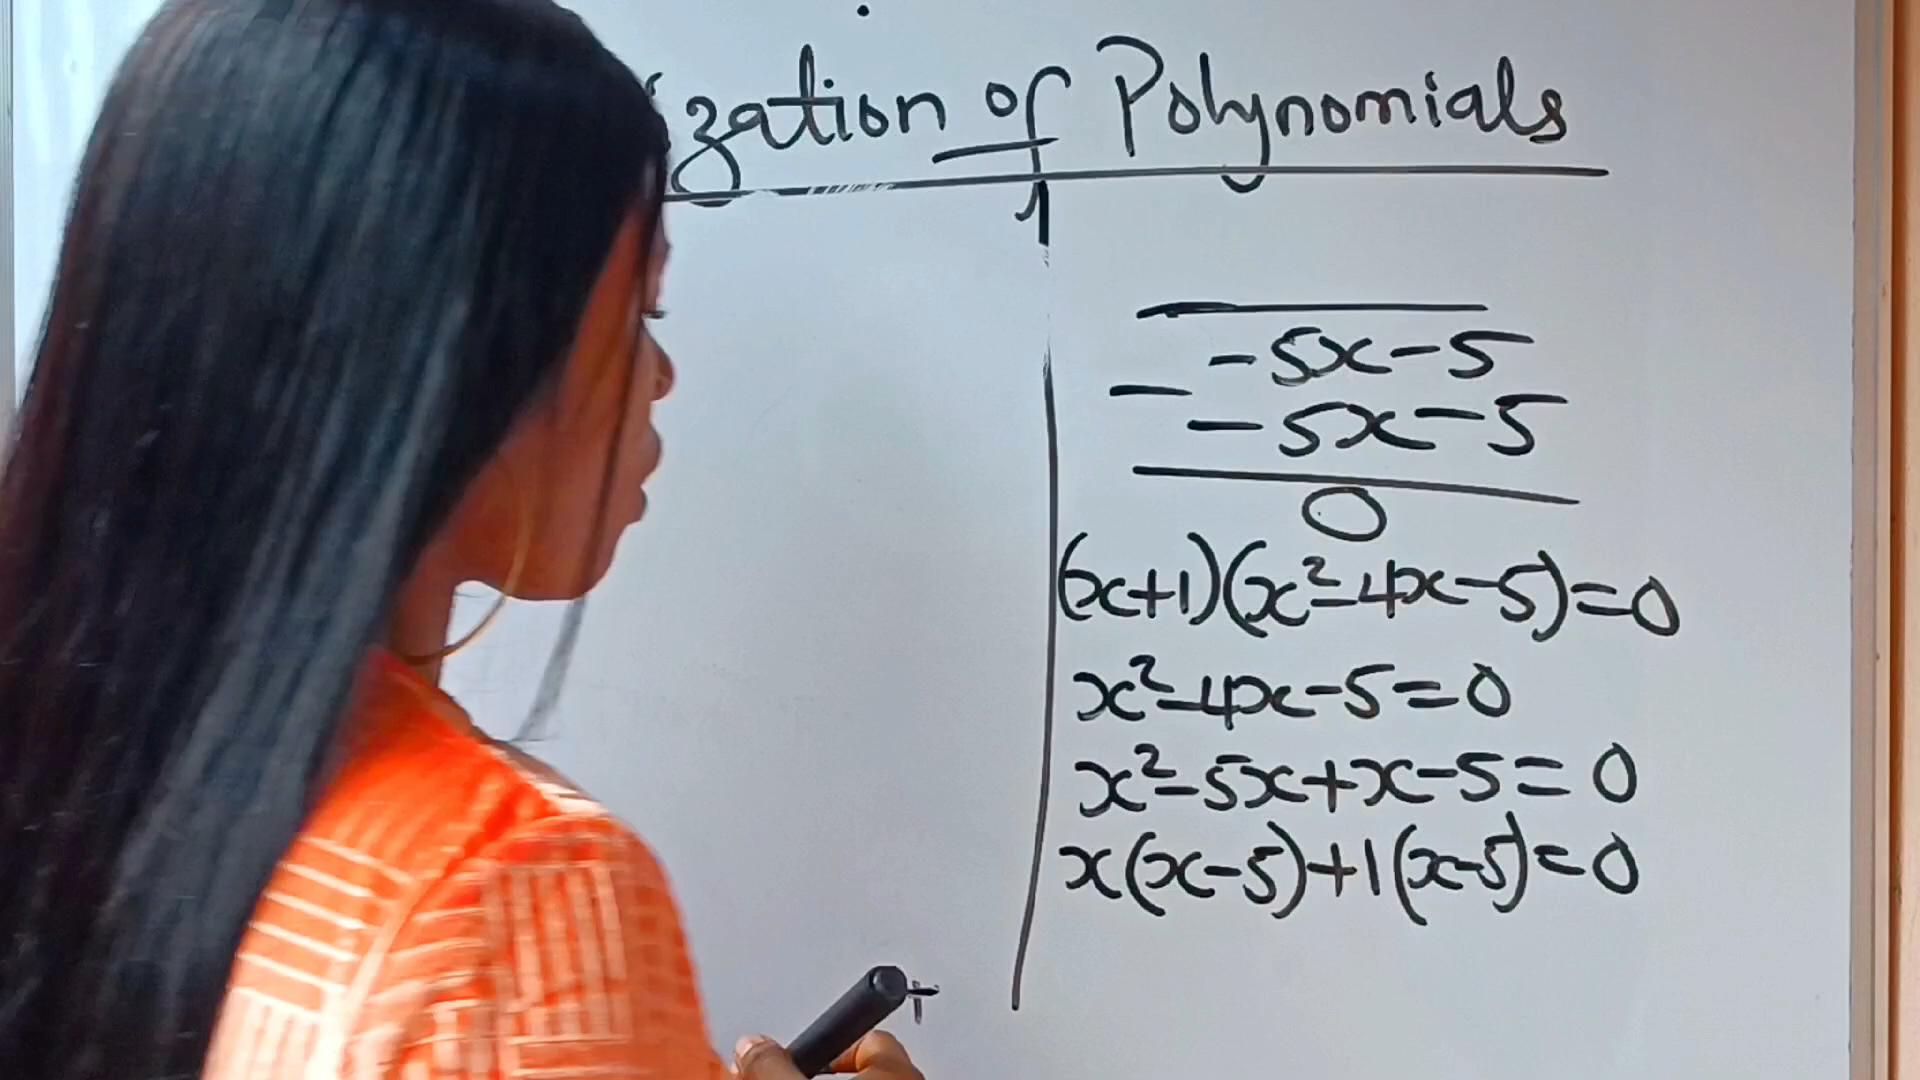 of Polynomials
-5x-5
- -5x-5
0
(x+1)(x²-4x-5)=0
x²-4x-5=0
x²-5x+x-5=0
x(x-5)+1(x-5)=0
+